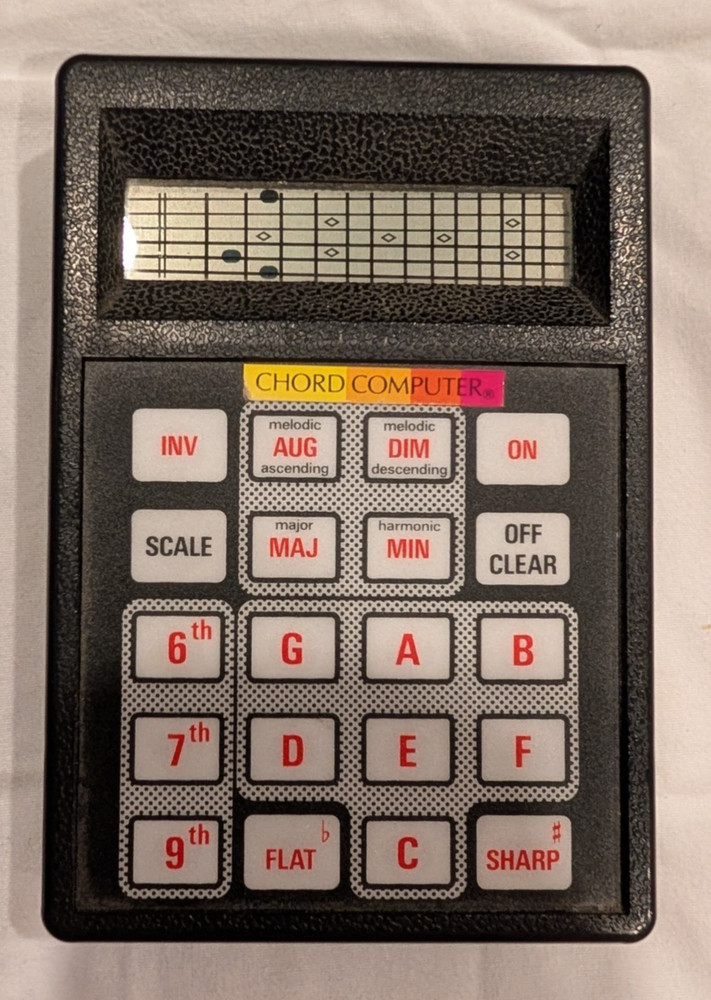 CHORD COMPUTER®
INV
melodic
AUG
ascending
melodic
DIM
descending
ON
SCALE
major
MAJ
harmonic
MIN
OFF
CLEAR
6th
G
A
B
7th
D
E
F
9th
FLAT ♭
C
SHARP ♯